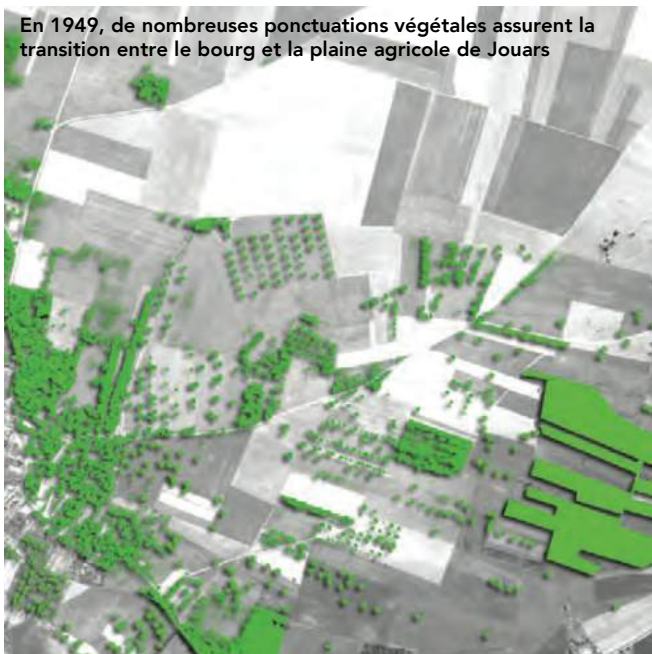 En 1949, de nombreuses ponctuations végétales assurent la
transition entre le bourg et la plaine agricole de Jouars